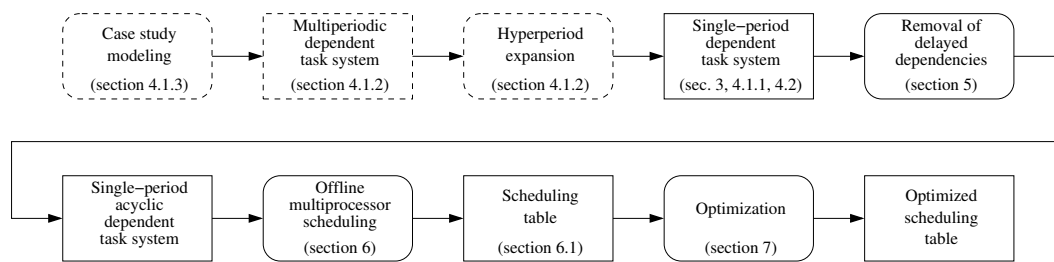 Case study
modeling
(section 4.1.3)
Multiperiodic
dependent
task system
(section 4.1.2)
Hyperperiod
expansion
(section 4.1.2)
Single−period
dependent
task system
(sec. 3, 4.1.1, 4.2)
Removal of
delayed
dependencies
(section 5)
Single−period
acyclic
dependent
task system
Offline
multiprocessor
scheduling
(section 6)
Scheduling
table
(section 6.1)
Optimization
(section 7)
Optimized
scheduling
table